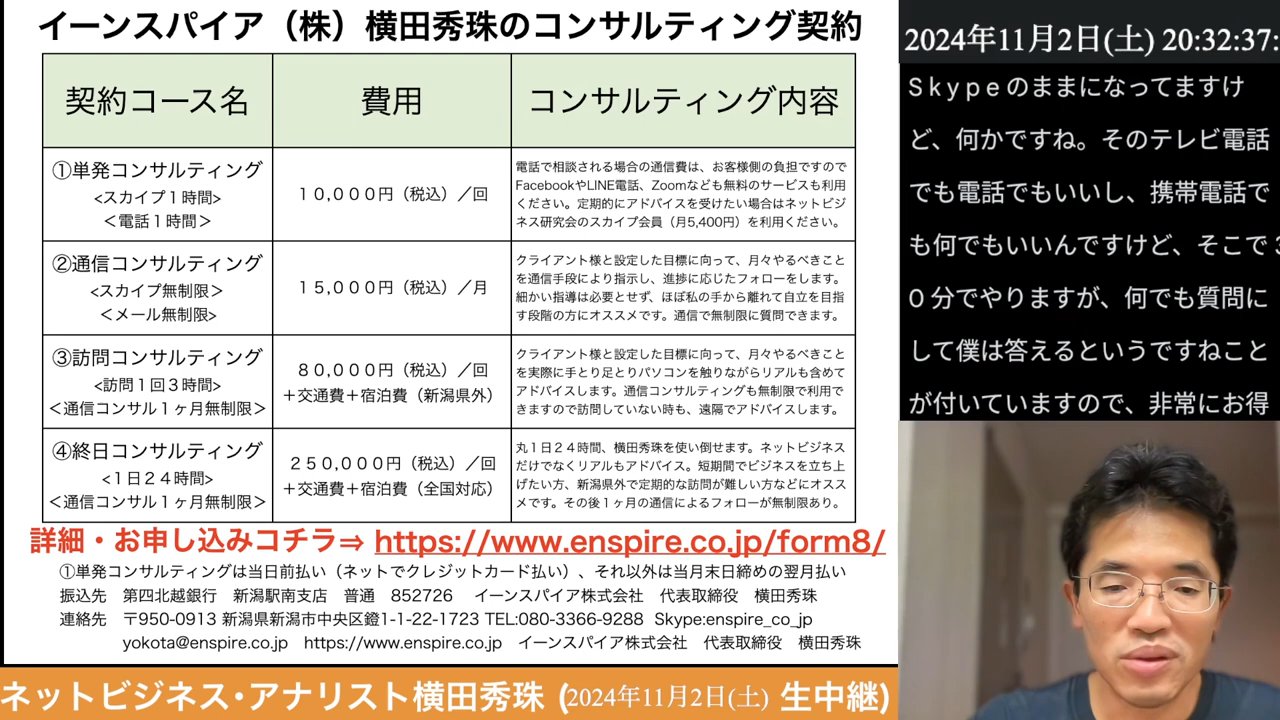 イーンスパイア（株）横田秀珠のコンサルティング契約
契約コース名
費用
コンサルティング内容
①単発コンサルティング
<スカイプ１時間>
＜電話１時間＞
１０,０００円（税込）／回
電話で相談される場合の通信費は、お客様側の負担ですので
FacebookやLINE電話、Zoomなども無料のサービスも利用
ください。定期的にアドバイスを受けたい場合はネットビジ
ネス研究会のスカイプ会員（月5,400円）を利用ください。
②通信コンサルティング
<スカイプ無制限＞
＜メール無制限>
１５,０００円（税込）／月
クライアント様と設定した目標に向って、月々やるべきこと
を通信手段により指示し、進捗に応じたフォローをします。
細かい指導は必要とせず、ほぼ私の手から離れて自立を目指
す段階の方にオススメです。通信で無制限に質問できます。
③訪問コンサルティング
<訪問１回３時間>
＜通信コンサル１ヶ月無制限＞
８０,０００円（税込）／回
＋交通費＋宿泊費（新潟県外）
クライアント様と設定した目標に向って、月々やるべきこと
を実際に手とり足とりパソコンを触りながらリアルも含めて
アドバイスします。通信コンサルティングも無制限で利用で
きますので訪問していない時も、遠隔でアドバイスします。
④終日コンサルティング
<１日２４時間>
＜通信コンサル１ヶ月無制限＞
２５０,０００円（税込）／回
＋交通費＋宿泊費（全国対応）
丸１日２４時間、横田秀珠を使い倒せます。ネットビジネス
だけでなくリアルもアドバイス。短期間でビジネスを立ち上
げたい方、新潟県外で定期的な訪問が難しい方などにオスス
メです。その後１ヶ月の通信によるフォローが無制限あり。
詳細・お申し込みコチラ⇒ https://www.enspire.co.jp/form8/
①単発コンサルティングは当日前払い（ネットでクレジットカード払い）、それ以外は当月末日締めの翌月払い
振込先　第四北越銀行　新潟駅南支店　普通　852726　イーンスパイア株式会社　代表取締役　横田秀珠
連絡先　〒950-0913 新潟県新潟市中央区鐙1-1-22-1723 TEL:080-3366-9288  Skype:enspire_co_jp
yokota@enspire.co.jp　https://www.enspire.co.jp　イーンスパイア株式会社　代表取締役　横田秀珠
ネットビジネス・アナリスト横田秀珠 (2024年11月2日(土) 生中継)
2024年11月2日(土) 20:32:37:
Ｓｋｙｐｅのままになってますけ
ど、何かですね。そのテレビ電話
でも電話でもいいし、携帯電話で
も何でもいいんですけど、そこで３
０分でやりますが、何でも質問に
して僕は答えるというですねこと
が付いていますので、非常にお得